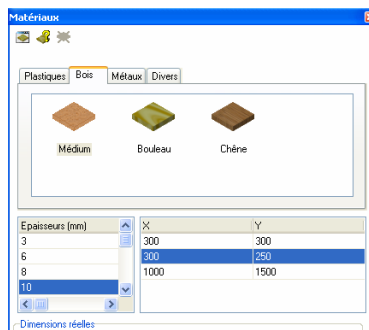 Matériaux
Plastiques Bois Métaux Divers
Médium Bouleau Chêne
Epaisseurs (mm) X Y
3 300 300
6 300 250
8 1000 1500
10
Dimensions réelles